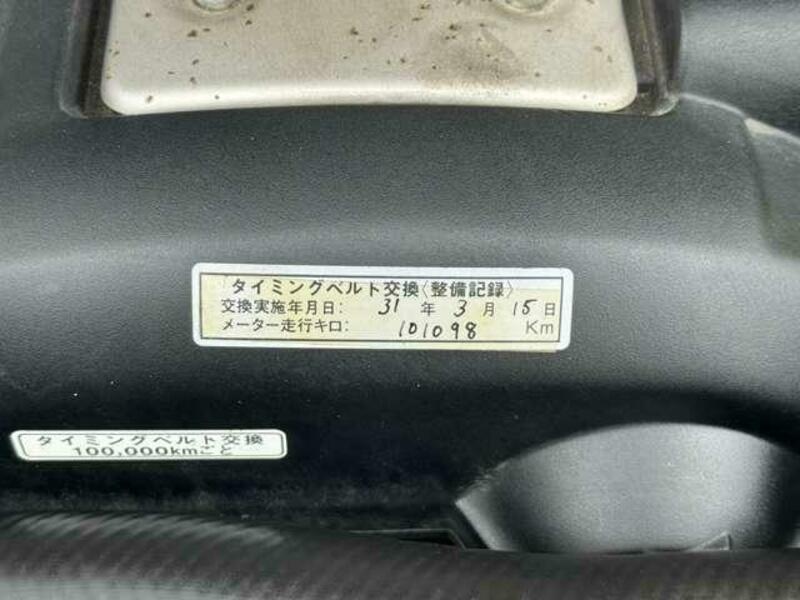 タイミングベルト交換〈整備記録〉
交換実施年月日: 31 年 3 月 15 日
メーター走行キロ: 101098 Km
タイミングベルト交換
100,000kmごと